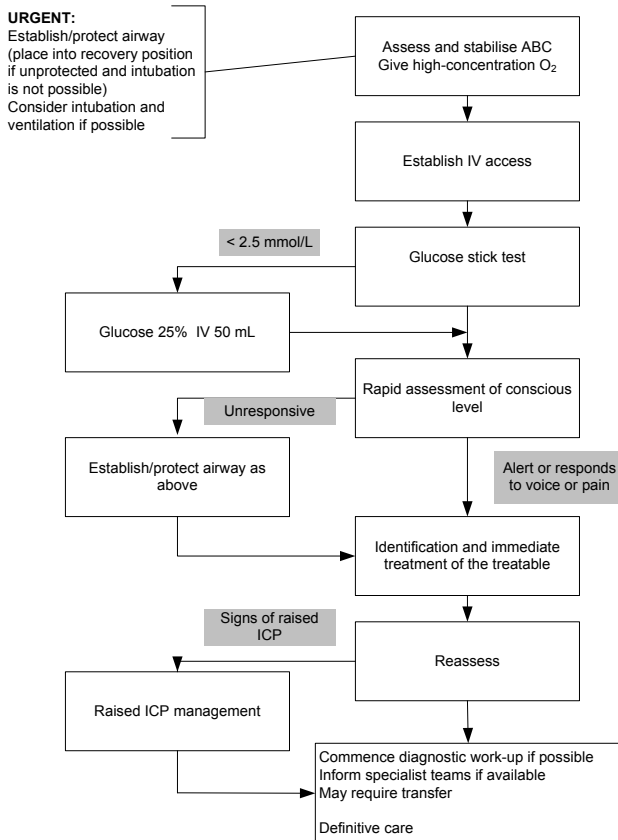 URGENT:
Establish/protect airway
(place into recovery position
if unprotected and intubation
is not possible)
Consider intubation and
ventilation if possible
Assess and stabilise ABC
Give high-concentration O₂
Establish IV access
< 2.5 mmol/L
Glucose stick test
Glucose 25%  IV 50 mL
Rapid assessment of conscious
level
Unresponsive
Establish/protect airway as
above
Alert or responds
to voice or pain
Identification and immediate
treatment of the treatable
Signs of raised
ICP
Reassess
Raised ICP management
Commence diagnostic work-up if possible
Inform specialist teams if available
May require transfer
Definitive care